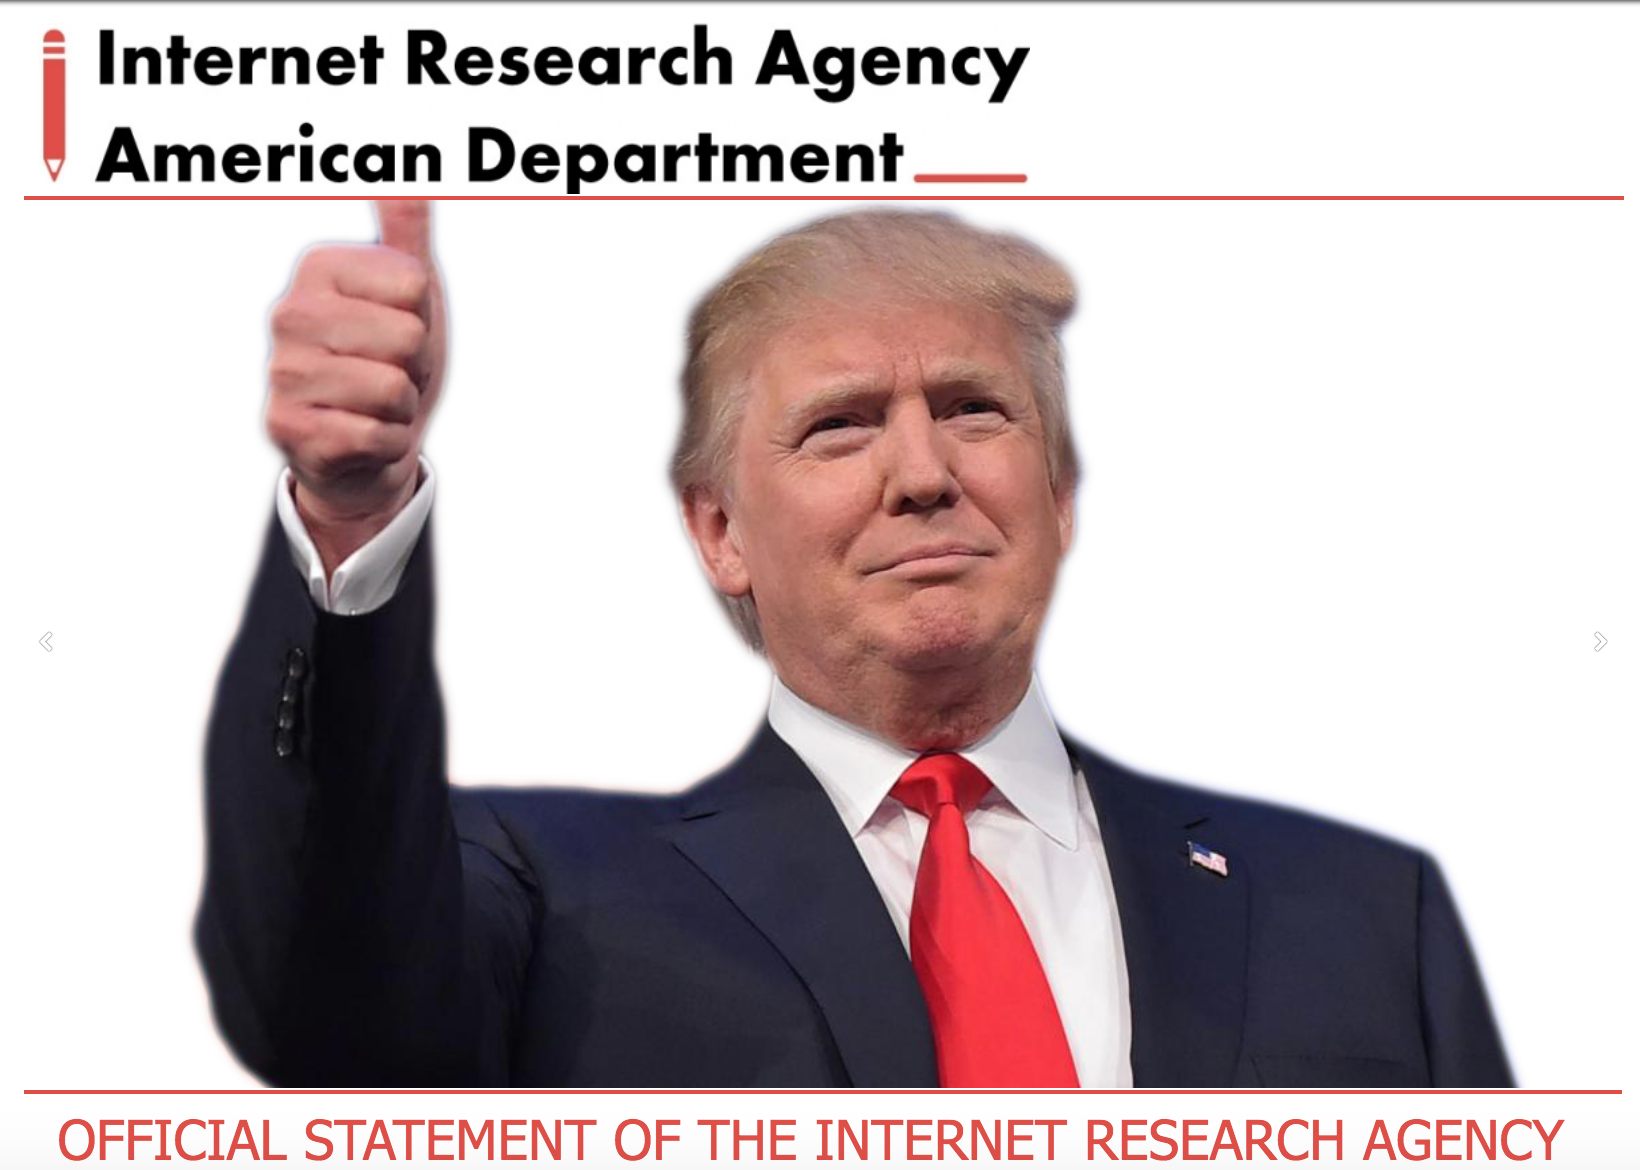 Internet Research Agency
American Department
OFFICIAL STATEMENT OF THE INTERNET RESEARCH AGENCY